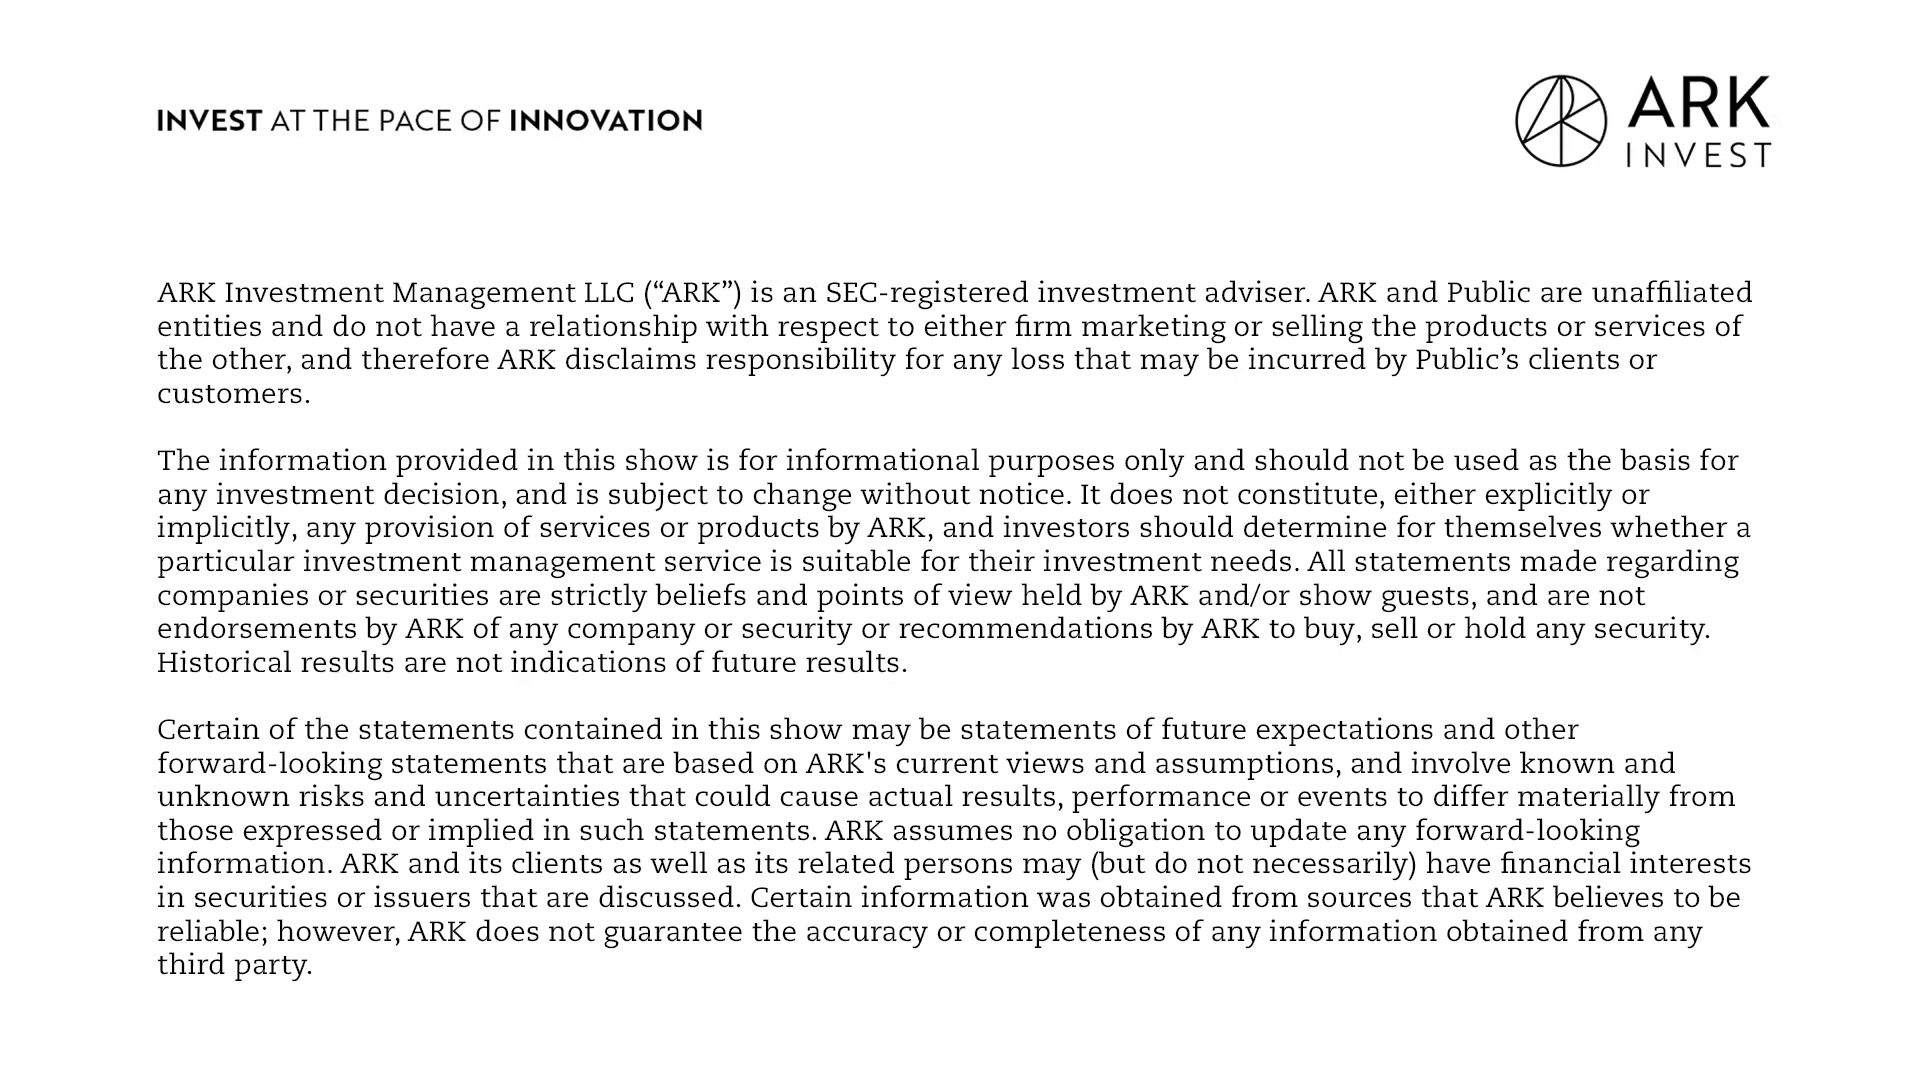 INVEST AT THE PACE OF INNOVATION
ARK
INVEST
ARK Investment Management LLC (“ARK”) is an SEC-registered investment adviser. ARK and Public are unaffiliated
entities and do not have a relationship with respect to either firm marketing or selling the products or services of
the other, and therefore ARK disclaims responsibility for any loss that may be incurred by Public’s clients or
customers.
The information provided in this show is for informational purposes only and should not be used as the basis for
any investment decision, and is subject to change without notice. It does not constitute, either explicitly or
implicitly, any provision of services or products by ARK, and investors should determine for themselves whether a
particular investment management service is suitable for their investment needs. All statements made regarding
companies or securities are strictly beliefs and points of view held by ARK and/or show guests, and are not
endorsements by ARK of any company or security or recommendations by ARK to buy, sell or hold any security.
Historical results are not indications of future results.
Certain of the statements contained in this show may be statements of future expectations and other
forward-looking statements that are based on ARK's current views and assumptions, and involve known and
unknown risks and uncertainties that could cause actual results, performance or events to differ materially from
those expressed or implied in such statements. ARK assumes no obligation to update any forward-looking
information. ARK and its clients as well as its related persons may (but do not necessarily) have financial interests
in securities or issuers that are discussed. Certain information was obtained from sources that ARK believes to be
reliable; however, ARK does not guarantee the accuracy or completeness of any information obtained from any
third party.